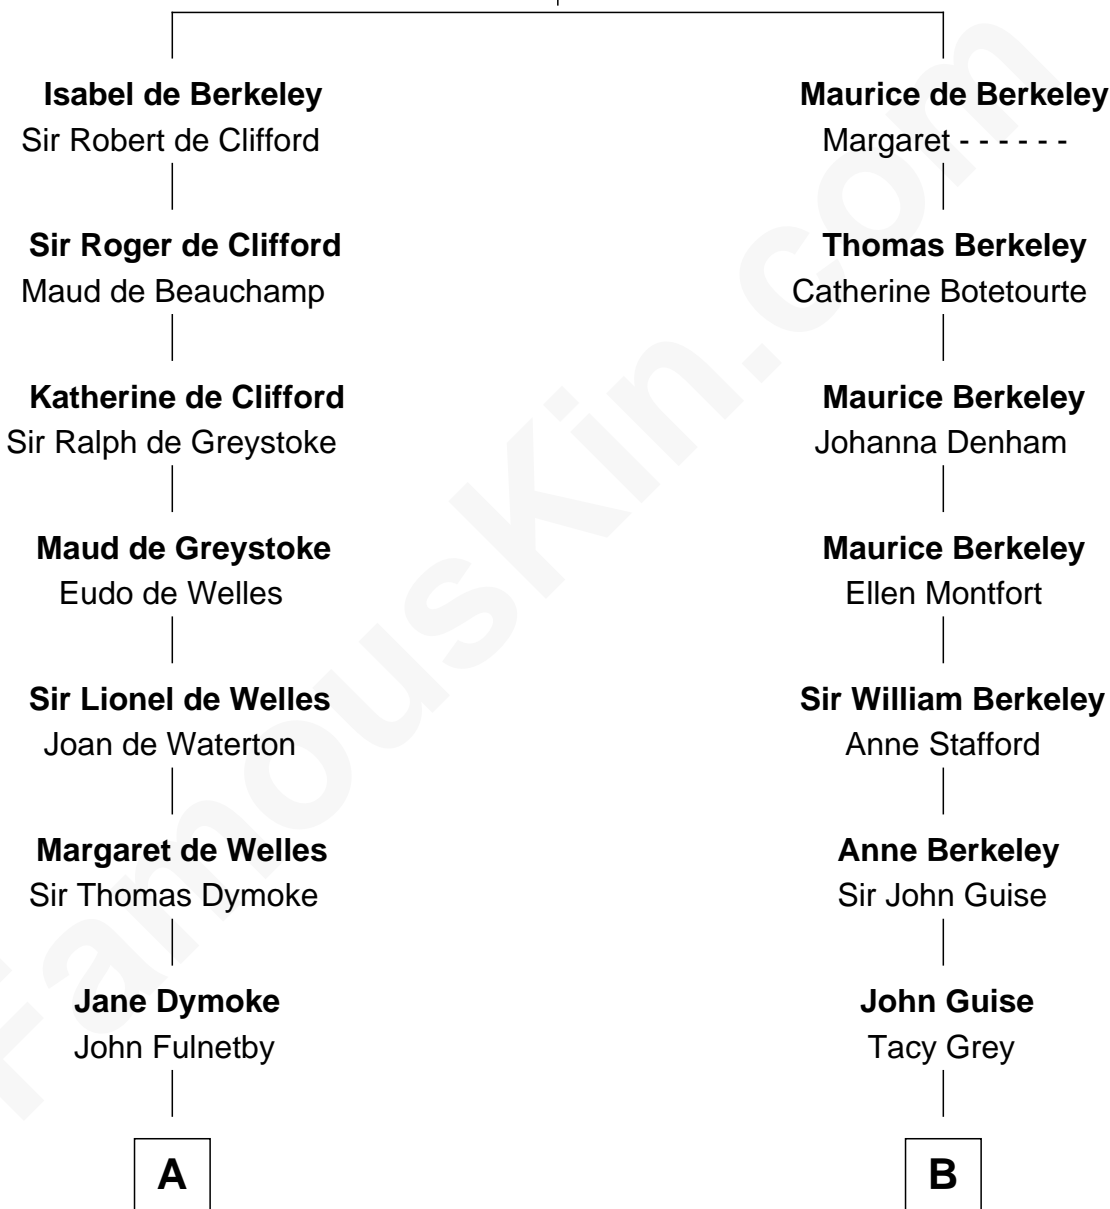 Isabel de Berkeley
Sir Robert de Clifford
Sir Roger de Clifford
Maud de Beauchamp
Katherine de Clifford
Sir Ralph de Greystoke
Maud de Greystoke
Eudo de Welles
Sir Lionel de Welles
Joan de Waterton
Margaret de Welles
Sir Thomas Dymoke
Jane Dymoke
John Fulnetby
A
Maurice de Berkeley
Margaret - - - - - -
Thomas Berkeley
Catherine Botetourte
Maurice Berkeley
Johanna Denham
Maurice Berkeley
Ellen Montfort
Sir William Berkeley
Anne Stafford
Anne Berkeley
Sir John Guise
John Guise
Tacy Grey
B
FamousKin.com